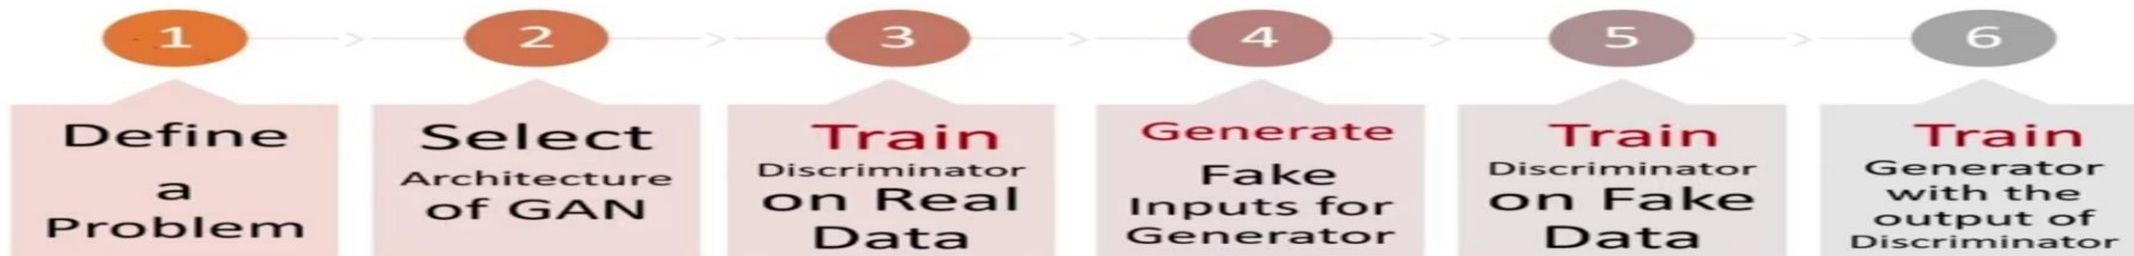 1
2
3
4
5
6
Define
a
Problem
Select
Architecture
of GAN
Train
Discriminator
on Real
Data
Generate
Fake
Inputs for
Generator
Train
Discriminator
on Fake
Data
Train
Generator
with the
output of
Discriminator